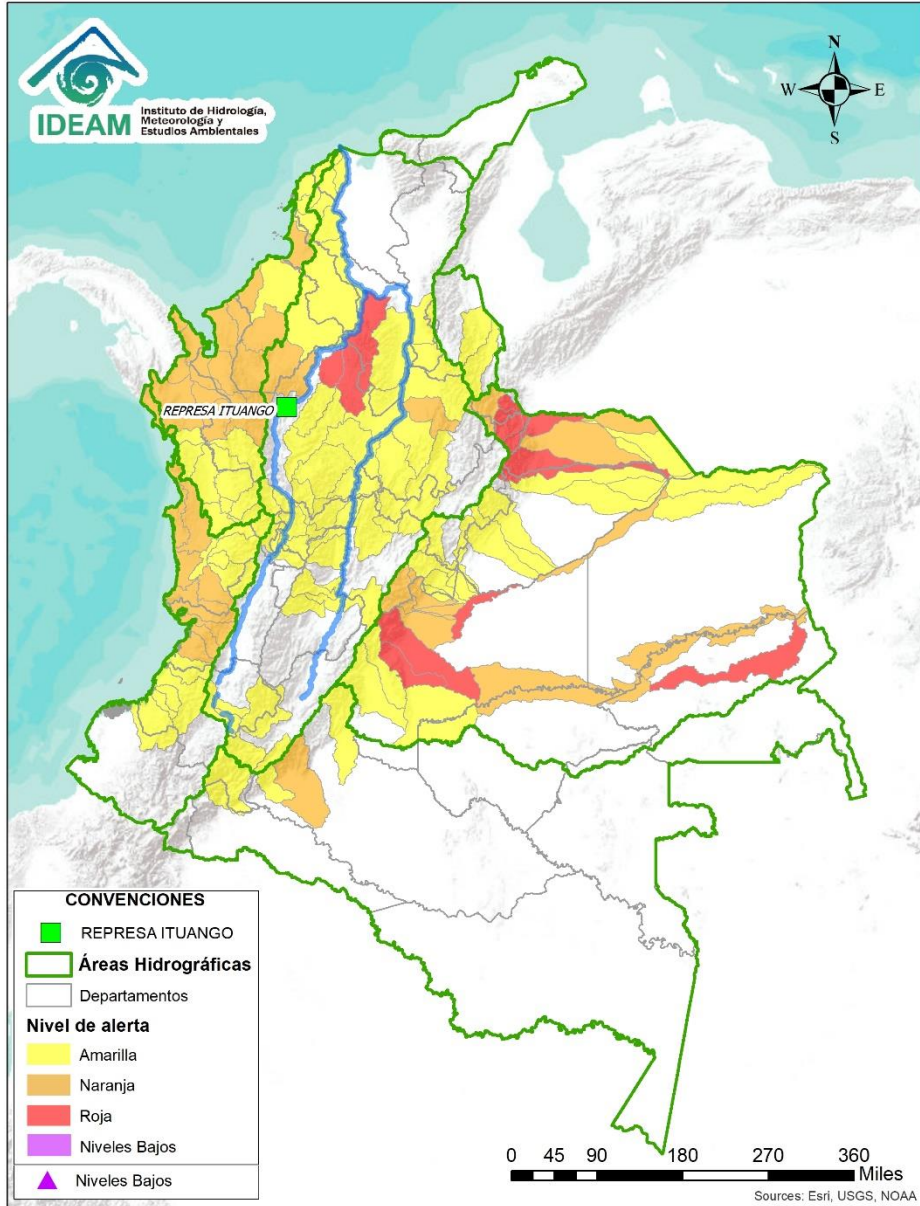 IDEAM
Instituto de Hidrología,
Meteorología y
Estudios Ambientales
N
W
E
S
REPRESA ITUANGO
CONVENCIONES
REPRESA ITUANGO
Áreas Hidrográficas
Departamentos
Nivel de alerta
Amarilla
Naranja
Roja
Niveles Bajos
Niveles Bajos
0 45 90 180 270 360
Miles
Sources: Esri, USGS, NOAA